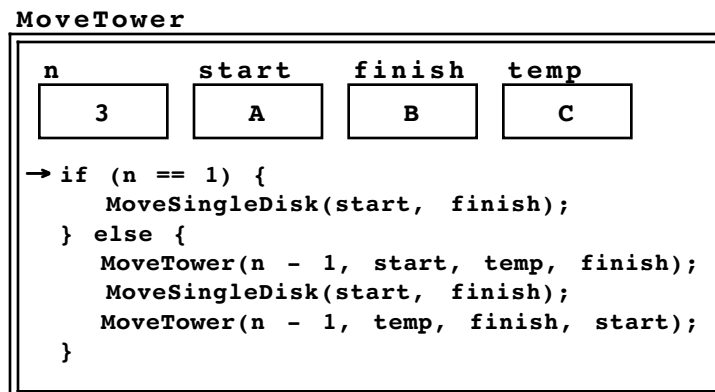 MoveTower
n start finish temp
3 A B C
→ if (n == 1) {
MoveSingleDisk(start, finish);
} else {
MoveTower(n – 1, start, temp, finish);
MoveSingleDisk(start, finish);
MoveTower(n – 1, temp, finish, start);
}